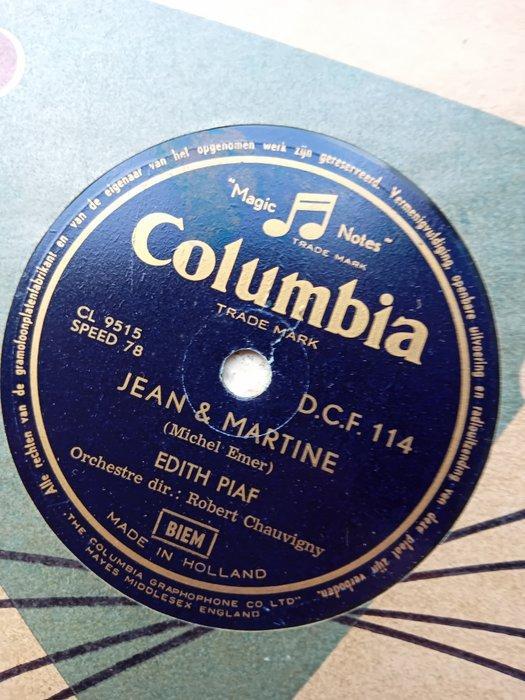 Alle rechten van de gramofoonplatenfabrikant en van de eigenaar van het opgenomen werk zijn gereserveerd. Vermenigvuldiging, openbare uitvoering en radiouitzending van deze plaat zijn verboden.
"Magic Notes"
TRADE MARK
Columbia
TRADE MARK
CL 9515
SPEED 78
D.C.F. 114
JEAN & MARTINE
(Michel Emer)
EDITH PIAF
Orchestre dir.: Robert Chauvigny
BIEM
MADE IN HOLLAND
"THE COLUMBIA GRAPHOPHONE CO LTD"
HAYES MIDDLESEX ENGLAND